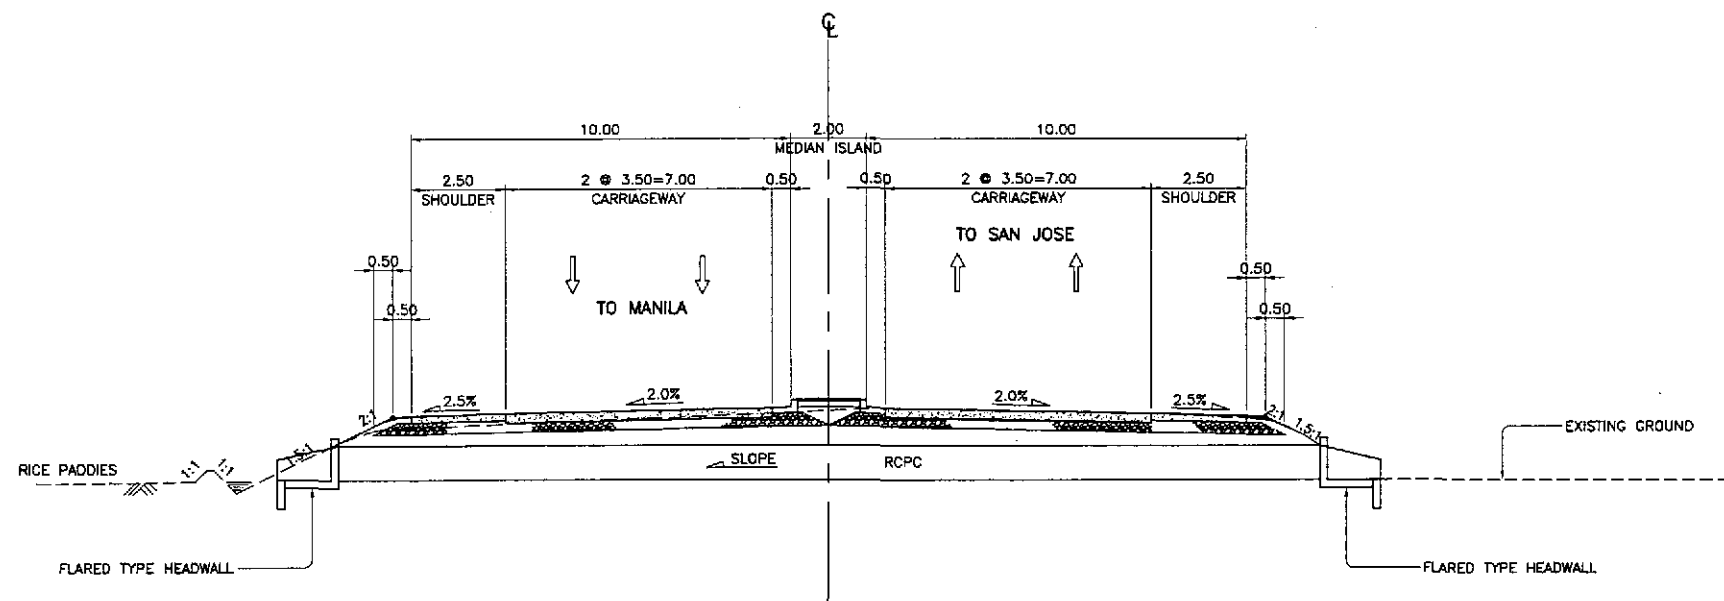 ℄
10.00 2.00 10.00
MEDIAN ISLAND
2.50 2 @ 3.50=7.00 0.50 0.50 2 @ 3.50=7.00 2.50
SHOULDER CARRIAGEWAY CARRIAGEWAY SHOULDER
TO SAN JOSE
0.50 0.50
TO MANILA
0.50 0.50
2.5% 2.0% 2.0% 2.5%
2:1 2:1
1.5:1 1.5:1
EXISTING GROUND
RICE PADDIES 1:1 1:1
SLOPE RCPC
FLARED TYPE HEADWALL FLARED TYPE HEADWALL